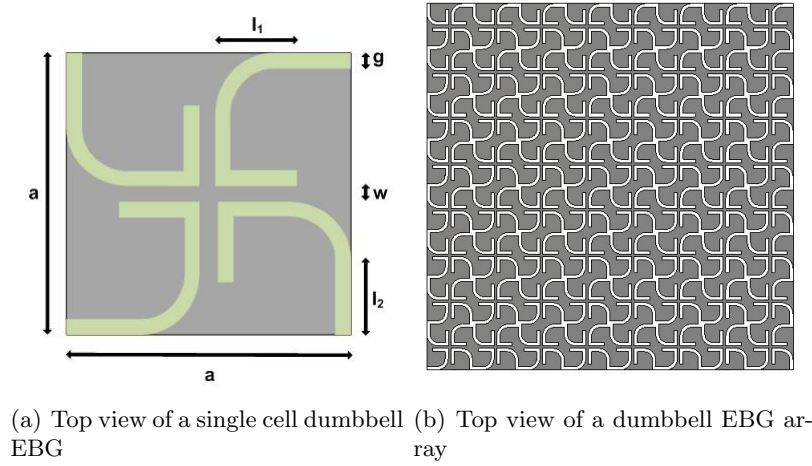 l₁
g
a
w
l₂
a
(a) Top view of a single cell dumbbell
EBG
(b) Top view of a dumbbell EBG ar-
ray